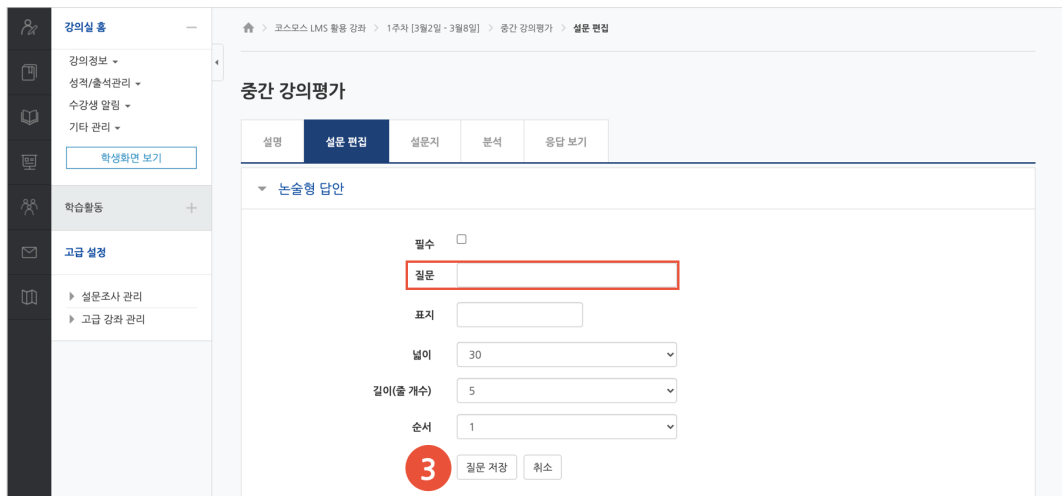 강의실 홈
강의정보
성적/출석관리
수강생 알림
기타 관리
학생화면 보기
학습활동
고급 설정
설문조사 관리
고급 강좌 관리
코스모스 LMS 활용 강좌 > 1주차 [3월2일 - 3월8일] > 중간 강의평가 > 설문 편집
중간 강의평가
설명 설문 편집 설문지 분석 응답 보기
논술형 답안
필수
질문
표지
넓이 30
길이(줄 개수) 5
순서 1
3 질문 저장 취소